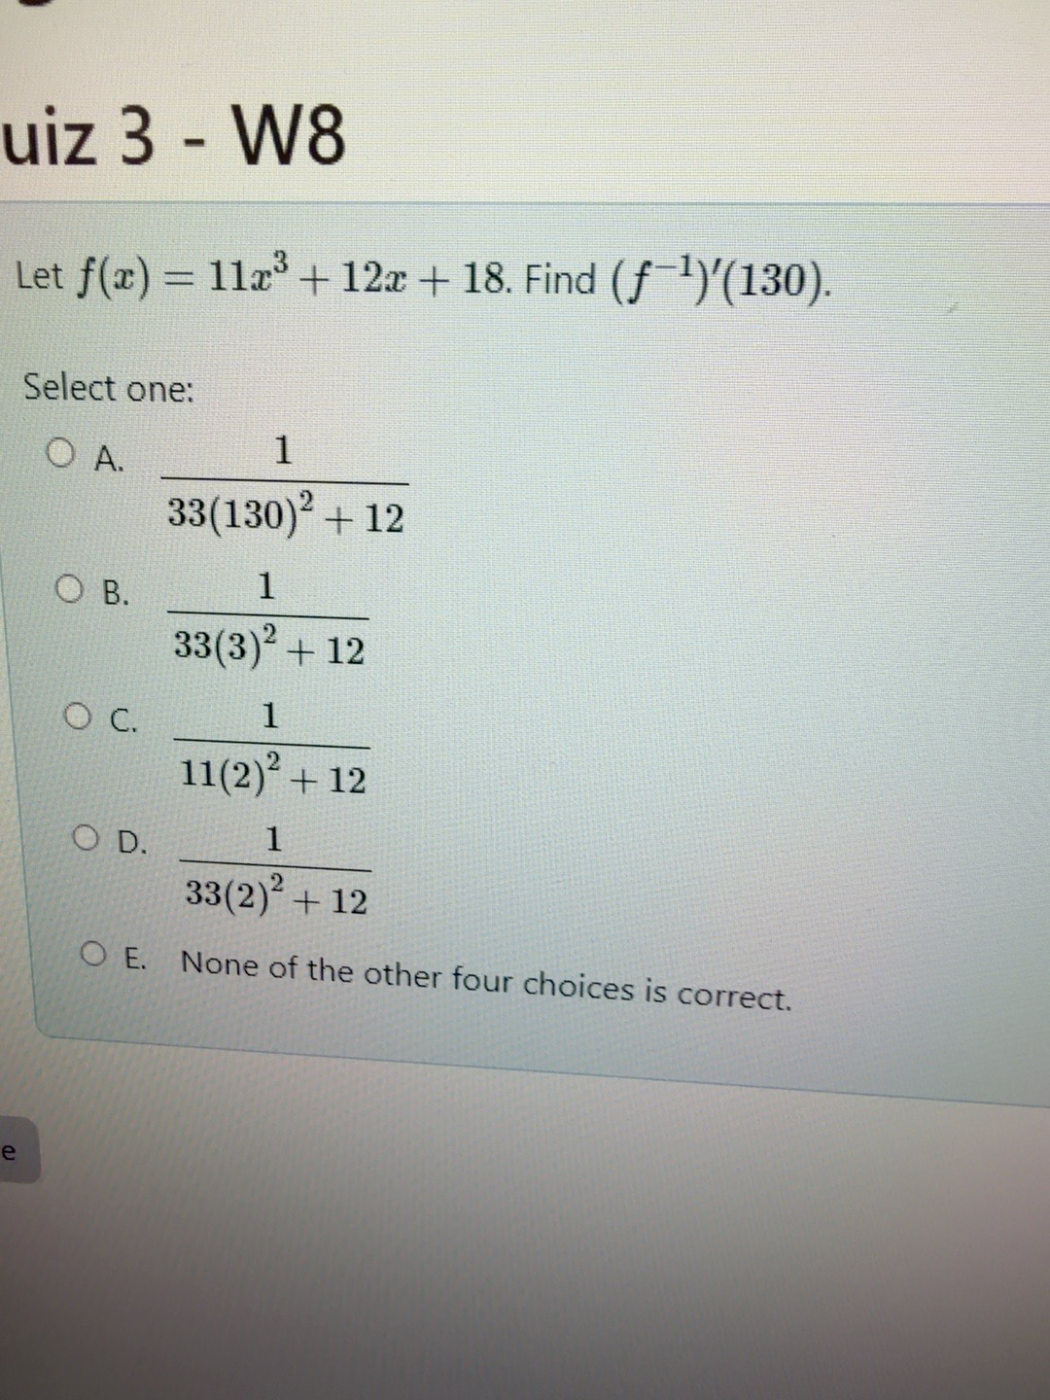 uiz 3 - W8
Let f(x) = 11x³ + 12x + 18. Find (f⁻¹)′(130).
Select one:
A. 1/(33(130)² + 12)
B. 1/(33(3)² + 12)
C. 1/(11(2)² + 12)
D. 1/(33(2)² + 12)
E. None of the other four choices is correct.
e